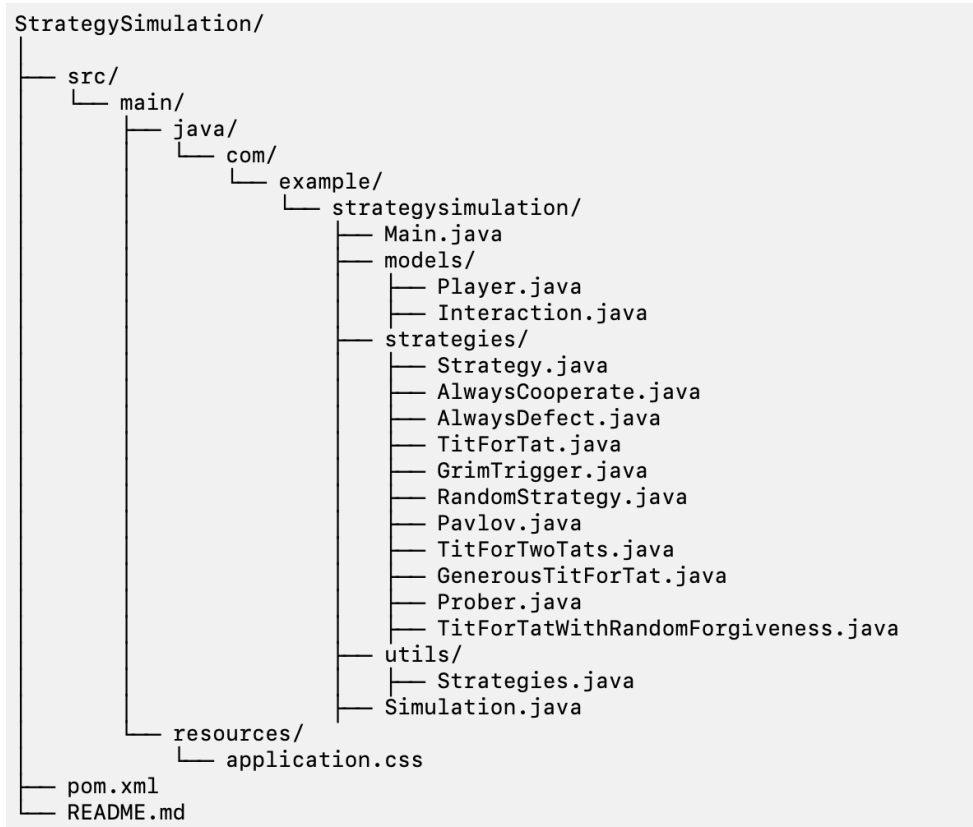 StrategySimulation/
│
├── src/
│   └── main/
│       ├── java/
│       │   └── com/
│       │       └── example/
│       │           └── strategysimulation/
│       │               ├── Main.java
│       │               ├── models/
│       │               │   ├── Player.java
│       │               │   ├── Interaction.java
│       │               ├── strategies/
│       │               │   ├── Strategy.java
│       │               │   ├── AlwaysCooperate.java
│       │               │   ├── AlwaysDefect.java
│       │               │   ├── TitForTat.java
│       │               │   ├── GrimTrigger.java
│       │               │   ├── RandomStrategy.java
│       │               │   ├── Pavlov.java
│       │               │   ├── TitForTwoTats.java
│       │               │   ├── GenerousTitForTat.java
│       │               │   ├── Prober.java
│       │               │   ├── TitForTatWithRandomForgiveness.java
│       │               ├── utils/
│       │               │   ├── Strategies.java
│       │               ├── Simulation.java
│       └── resources/
│           └── application.css
├── pom.xml
└── README.md